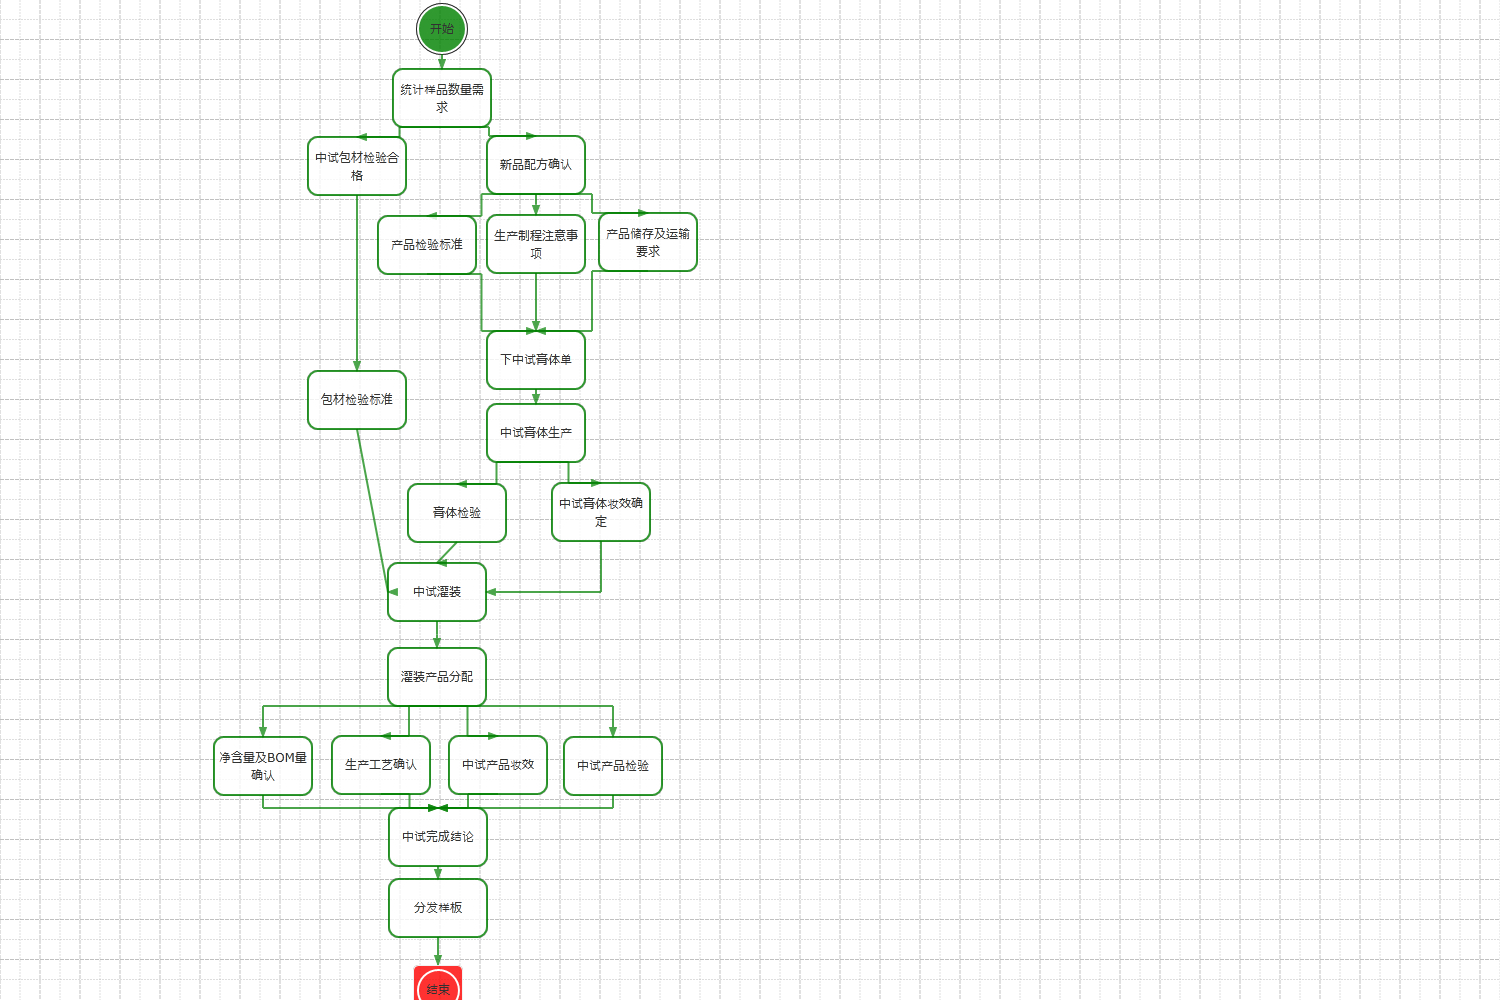 开始
统计样品数量需
求
中试包材检验合
格
新品配方确认
产品检验标准
生产制程注意事
项
产品储存及运输
要求
下中试膏体单
包材检验标准
中试膏体生产
膏体检验
中试膏体妆效确
定
中试灌装
灌装产品分配
净含量及BOM量
确认
生产工艺确认
中试产品妆效
中试产品检验
中试完成结论
分发样板
结束